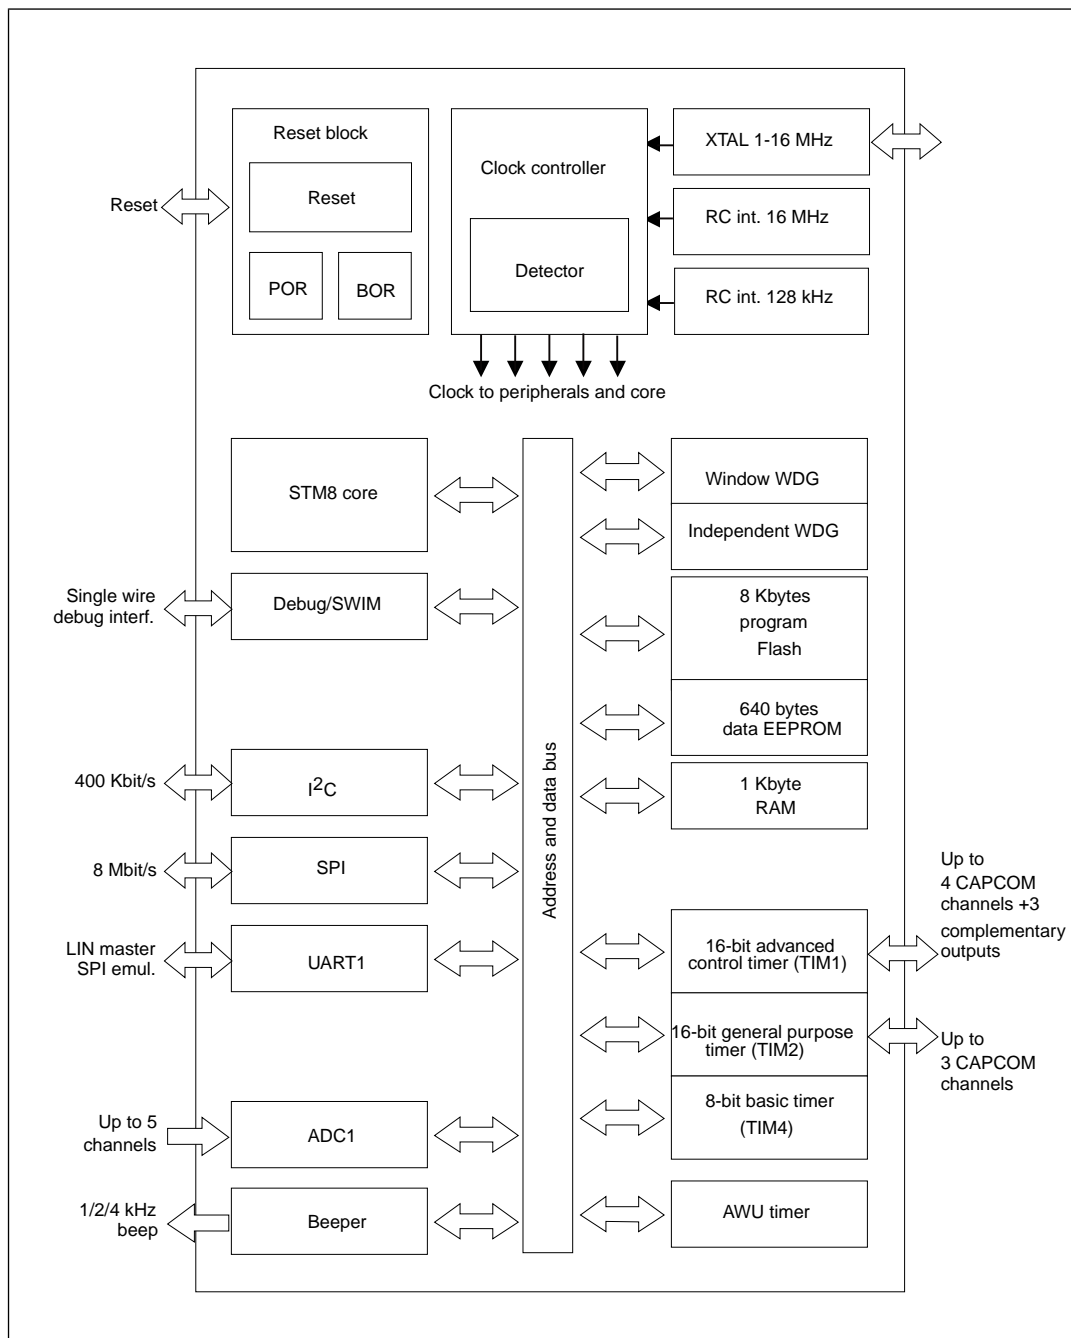 Reset block
Reset
POR
BOR
Reset
Clock controller
Detector
XTAL 1-16 MHz
RC int. 16 MHz
RC int. 128 kHz
Clock to peripherals and core
STM8 core
Single wire
debug interf.
Debug/SWIM
400 Kbit/s
I²C
8 Mbit/s
SPI
LIN master
SPI emul.
UART1
Up to 5
channels
ADC1
1/2/4 kHz
beep
Beeper
Address and data bus
Window WDG
Independent WDG
8 Kbytes
program
Flash
640 bytes
data EEPROM
1 Kbyte
RAM
16-bit advanced
control timer (TIM1)
Up to
4 CAPCOM
channels +3
complementary
outputs
16-bit general purpose
timer (TIM2)
Up to
3 CAPCOM
channels
8-bit basic timer
(TIM4)
AWU timer